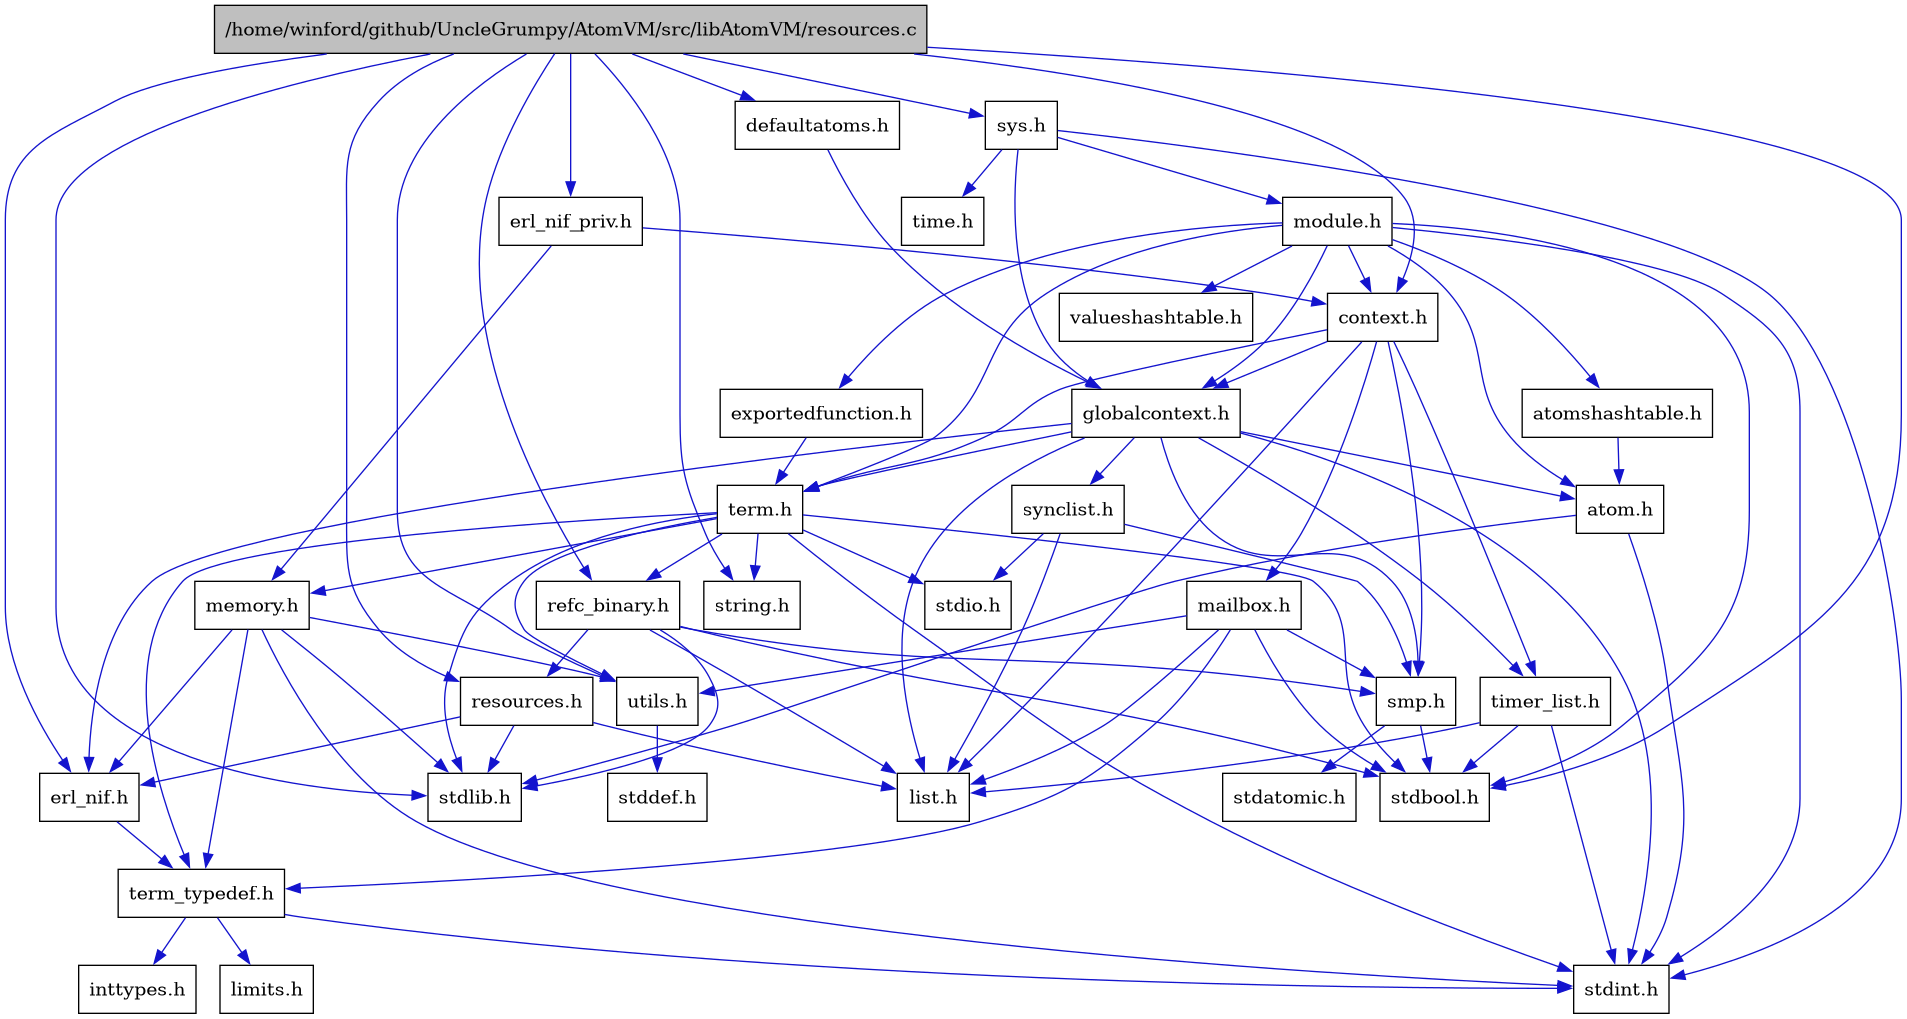 /home/winford/github/UncleGrumpy/AtomVM/src/libAtomVM/resources.c
defaultatoms.h
sys.h
erl_nif_priv.h
time.h
module.h
valueshashtable.h
context.h
exportedfunction.h
globalcontext.h
atomshashtable.h
term.h
synclist.h
atom.h
memory.h
refc_binary.h
string.h
stdio.h
mailbox.h
resources.h
utils.h
smp.h
timer_list.h
erl_nif.h
stdlib.h
stddef.h
list.h
stdatomic.h
stdbool.h
term_typedef.h
inttypes.h
limits.h
stdint.h